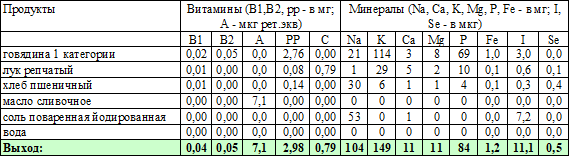 Продукты Витамины (B1,B2, pp - в мг; Минералы (Na, Ca, K, Mg, P, Fe - в мг; I,
A - мкг рет.экв) Se - в мкг)
B1 B2 A PP C Na K Ca Mg P Fe I Se
говядина 1 категории 0,02 0,05 0,0 2,76 0,00 21 114 3 8 69 1,0 3,0 0,0
лук репчатый 0,01 0,00 0,0 0,08 0,79 1 29 5 2 10 0,1 0,6 0,1
хлеб пшеничный 0,01 0,00 0,0 0,14 0,00 30 6 1 1 4 0,1 0,3 0,4
масло сливочное 0,00 0,00 7,1 0,00 0,00 0 0 0 0 0 0,0 0,0 0,0
соль поваренная йодированная 0,00 0,00 0,0 0,00 0,00 53 0 1 0 0 0,0 7,2 0,0
вода 0,00 0,00 0,0 0,00 0,00 0 0 0 0 0 0,0 0,0 0,0
Выход: 0,04 0,05 7,1 2,98 0,79 104 149 11 11 84 1,2 11,1 0,5